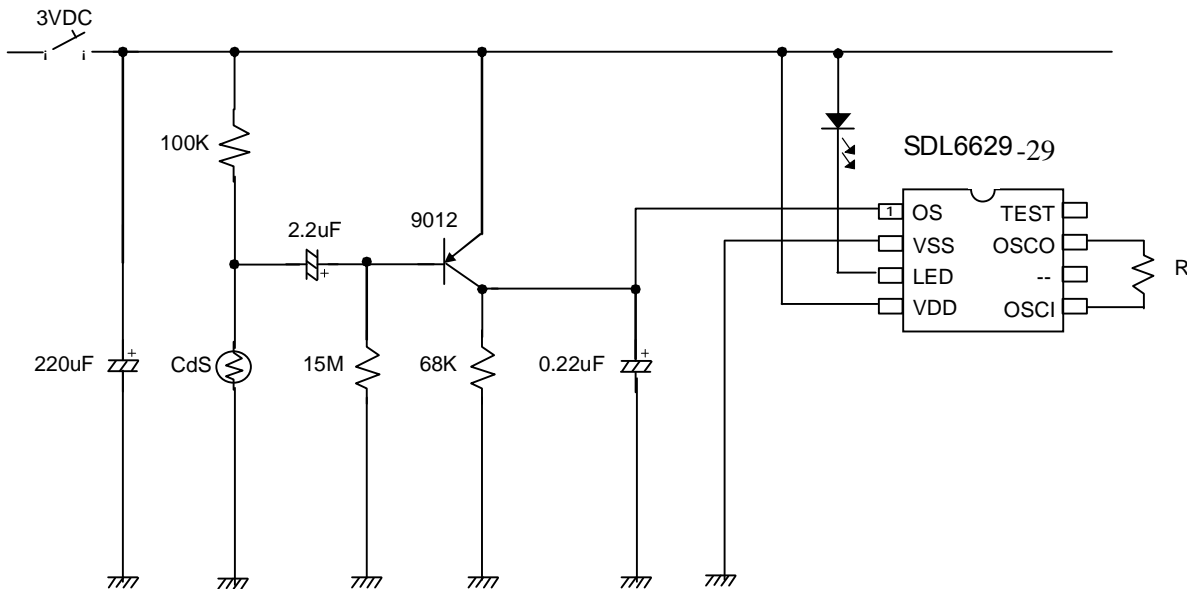 3VDC
100K
SDL6629 -29
9012
2.2uF
1 OS TEST
VSS OSCO
LED --
VDD OSCI
R
+
220uF
+
CdS
15M
68K
0.22uF
+